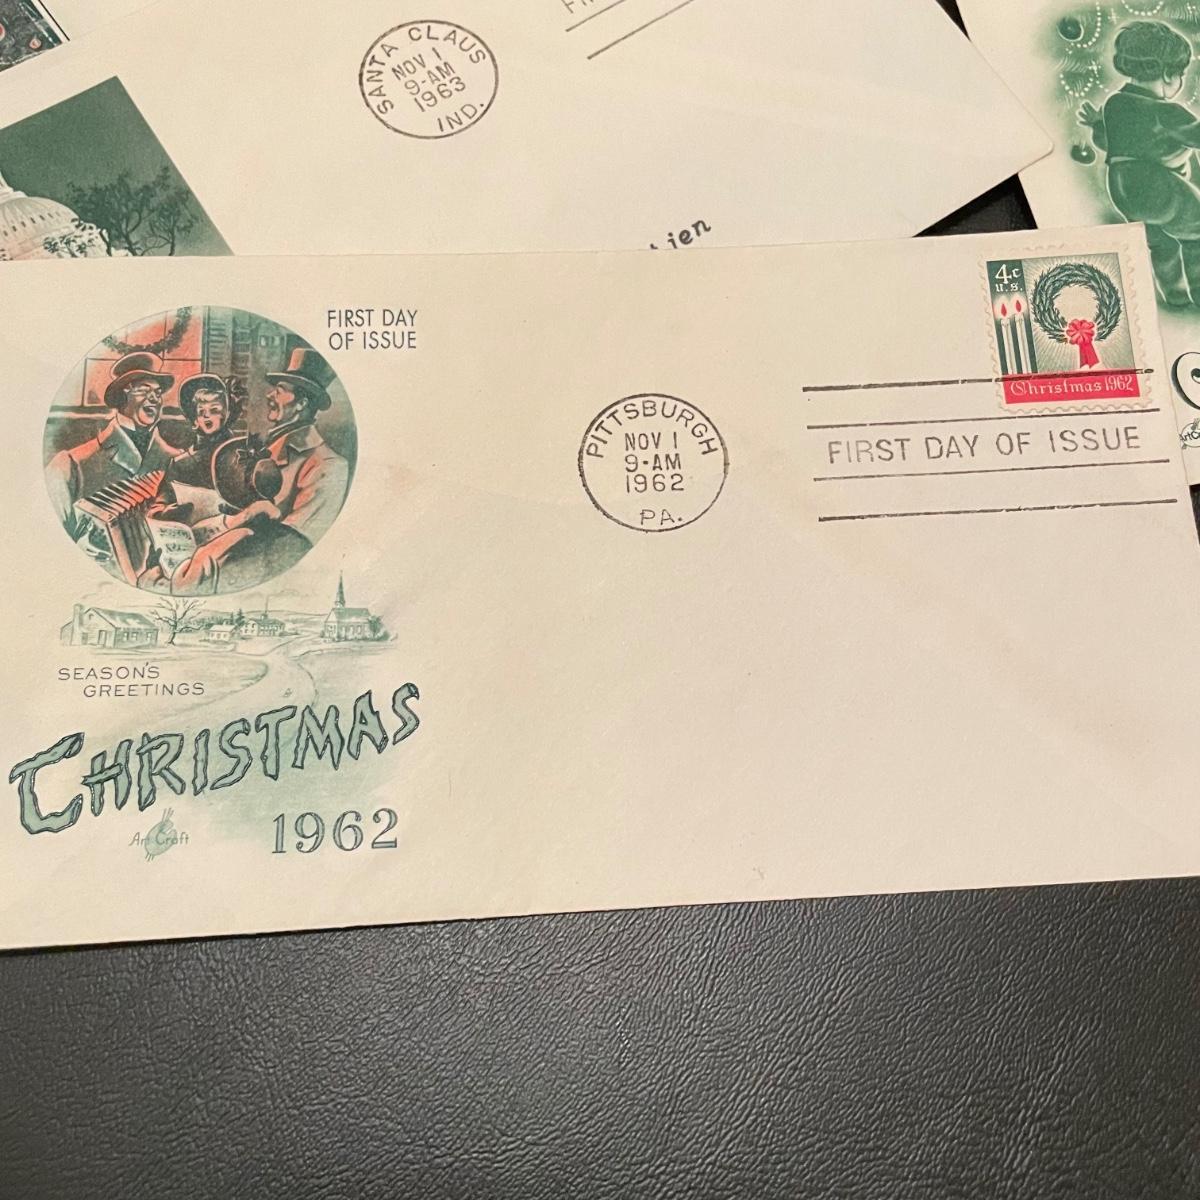 SANTA CLAUS
NOV 1
9-AM
1963
IND.
FIRST DAY
OF ISSUE
4c
U.S.
Christmas 1962
PITTSBURGH
NOV 1
9-AM
1962
PA.
FIRST DAY OF ISSUE
SEASON'S
GREETINGS
CHRISTMAS
1962
Art Craft